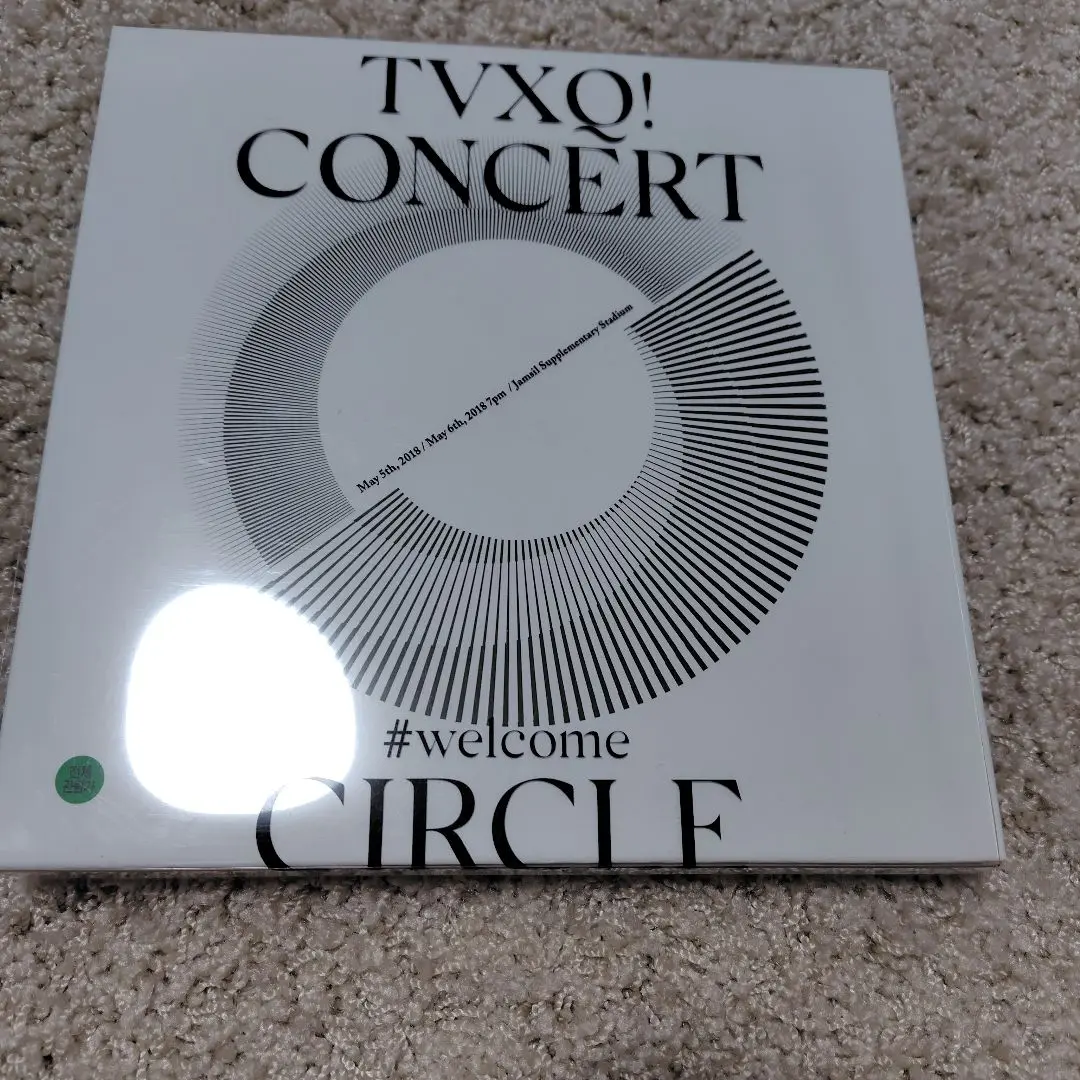 TVXQ!
CONCERT
May 5th, 2018 / May 6th, 2018 7pm / Jamsil Supplementary Stadium
#welcome
CIRCLE